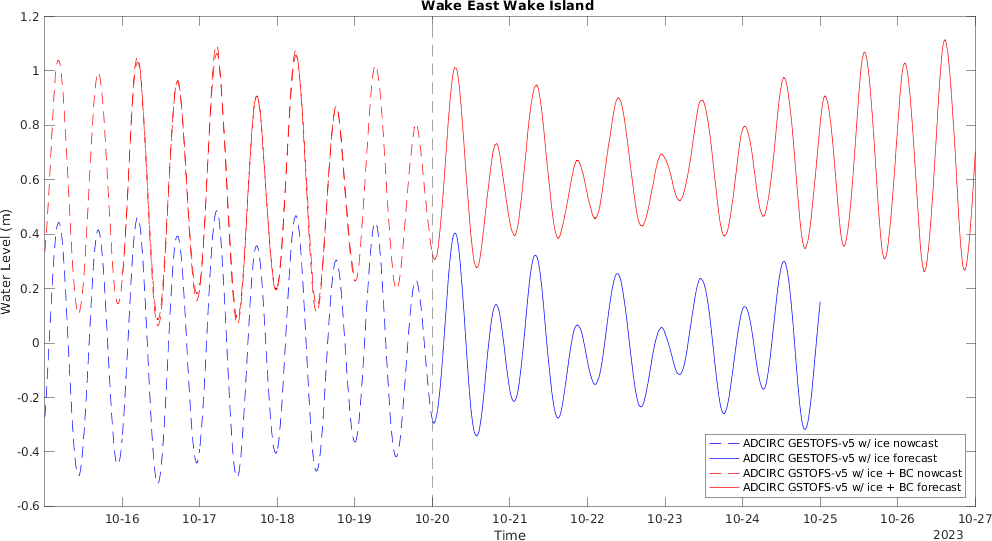 Wake East Wake Island
1.2
1
0.8
0.6
0.4
0.2
0
-0.2
-0.4
-0.6
Water Level (m)
ADCIRC GESTOFS-v5 w/ ice nowcast
ADCIRC GESTOFS-v5 w/ ice forecast
ADCIRC GSTOFS-v5 w/ ice + BC nowcast
ADCIRC GSTOFS-v5 w/ ice + BC forecast
10-16 10-17 10-18 10-19 10-20 10-21 10-22 10-23 10-24 10-25 10-26 10-27
Time
2023